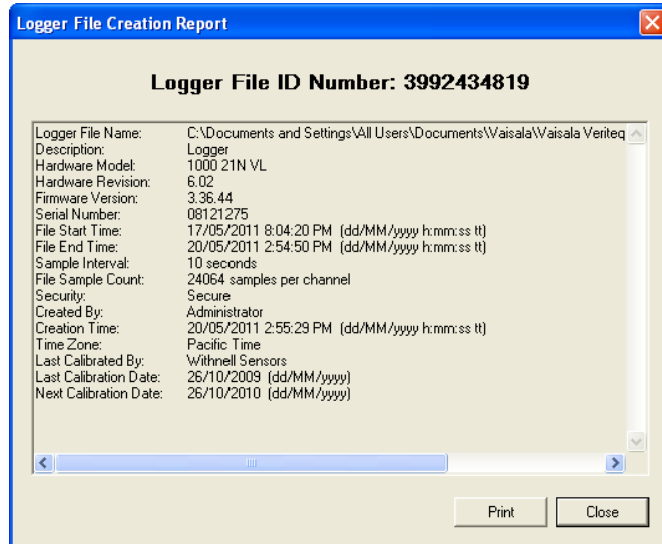 Logger File Creation Report
Logger File ID Number: 3992434819
Logger File Name: C:\Documents and Settings\All Users\Documents\Vaisala\Vaisala Veriteq
Description: Logger
Hardware Model: 1000 21N VL
Hardware Revision: 6.02
Firmware Version: 3.36.44
Serial Number: 08121275
File Start Time: 17/05/2011 8:04:20 PM (dd/MM/yyyy h:mm:ss tt)
File End Time: 20/05/2011 2:54:50 PM (dd/MM/yyyy h:mm:ss tt)
Sample Interval: 10 seconds
File Sample Count: 24064 samples per channel
Security: Secure
Created By: Administrator
Creation Time: 20/05/2011 2:55:29 PM (dd/MM/yyyy h:mm:ss tt)
Time Zone: Pacific Time
Last Calibrated By: Withnell Sensors
Last Calibration Date: 26/10/2009 (dd/MM/yyyy)
Next Calibration Date: 26/10/2010 (dd/MM/yyyy)
Print Close